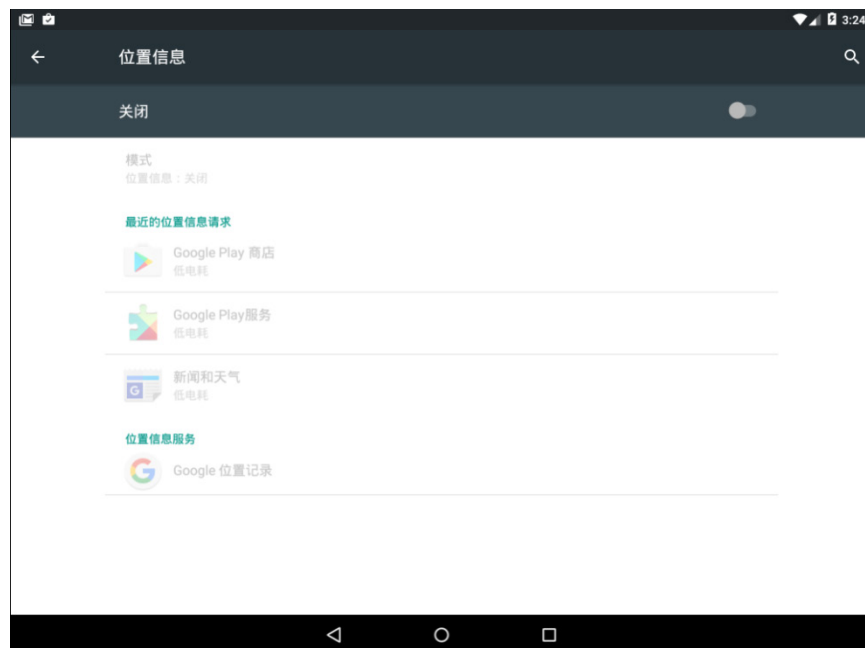 3:24
位置信息
关闭
模式
位置信息：关闭
最近的位置信息请求
Google Play 商店
低电耗
Google Play服务
低电耗
新闻和天气
低电耗
位置信息服务
Google 位置记录